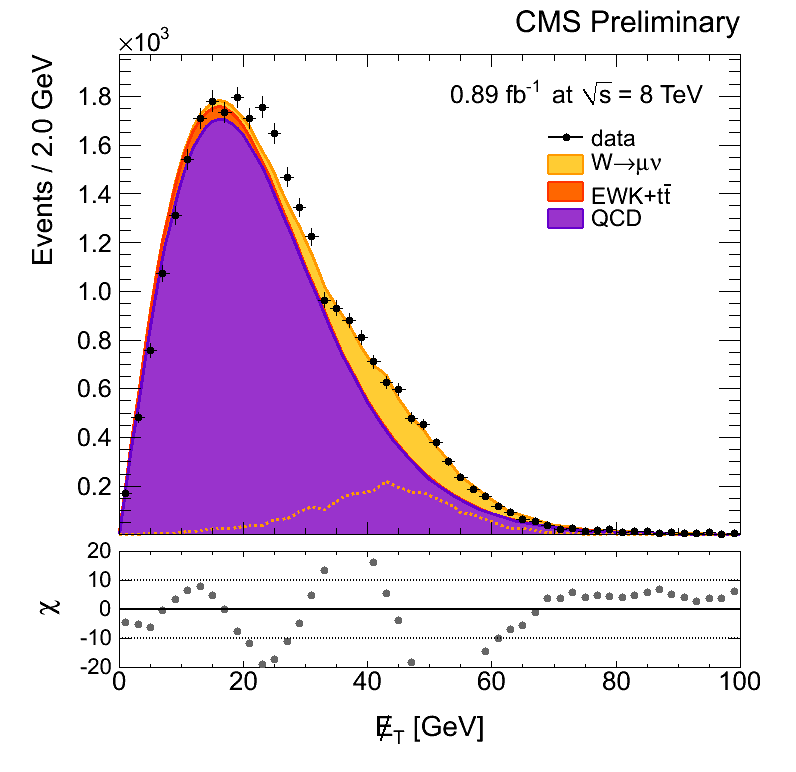 CMS Preliminary
×10³
Events / 2.0 GeV
0.89 fb⁻¹ at √s = 8 TeV
data
W→μν
EWK+tt̄
QCD
1.8
1.6
1.4
1.2
1.0
0.8
0.6
0.4
0.2
χ
20
10
0
-10
-20
0 20 40 60 80 100
E̸_T [GeV]